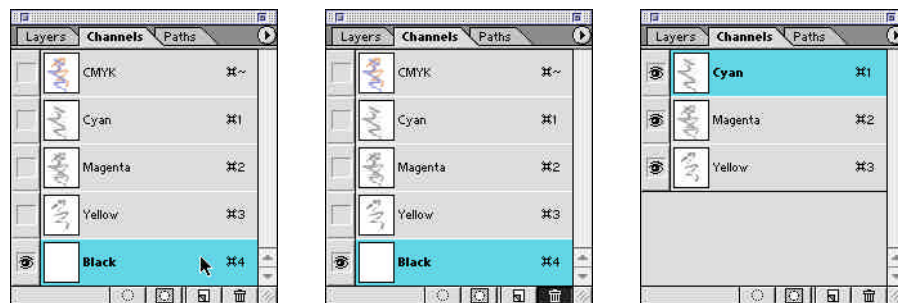 Layers Channels Paths
CMYK ⌘~
Cyan ⌘1
Magenta ⌘2
Yellow ⌘3
Black ⌘4
Layers Channels Paths
CMYK ⌘~
Cyan ⌘1
Magenta ⌘2
Yellow ⌘3
Black ⌘4
Layers Channels Paths
Cyan ⌘1
Magenta ⌘2
Yellow ⌘3